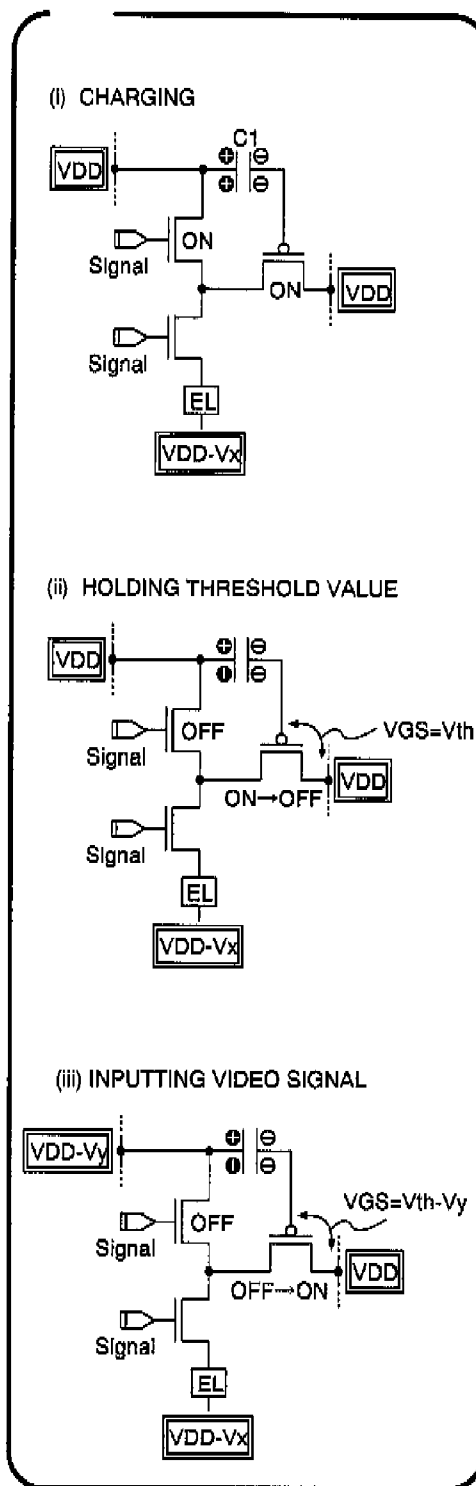 (i) CHARGING
C1
⊕ ⊖
VDD
⊕ ⊖
ON
Signal
ON
VDD
Signal
EL
VDD-Vx
(ii) HOLDING THRESHOLD VALUE
⊕ ⊖
VDD
⊖
OFF
VGS=Vth
Signal
ON→OFF
VDD
Signal
EL
VDD-Vx
(iii) INPUTTING VIDEO SIGNAL
⊕ ⊖
VDD-Vy
⊖
VGS=Vth-Vy
OFF
Signal
OFF→ON
VDD
Signal
EL
VDD-Vx